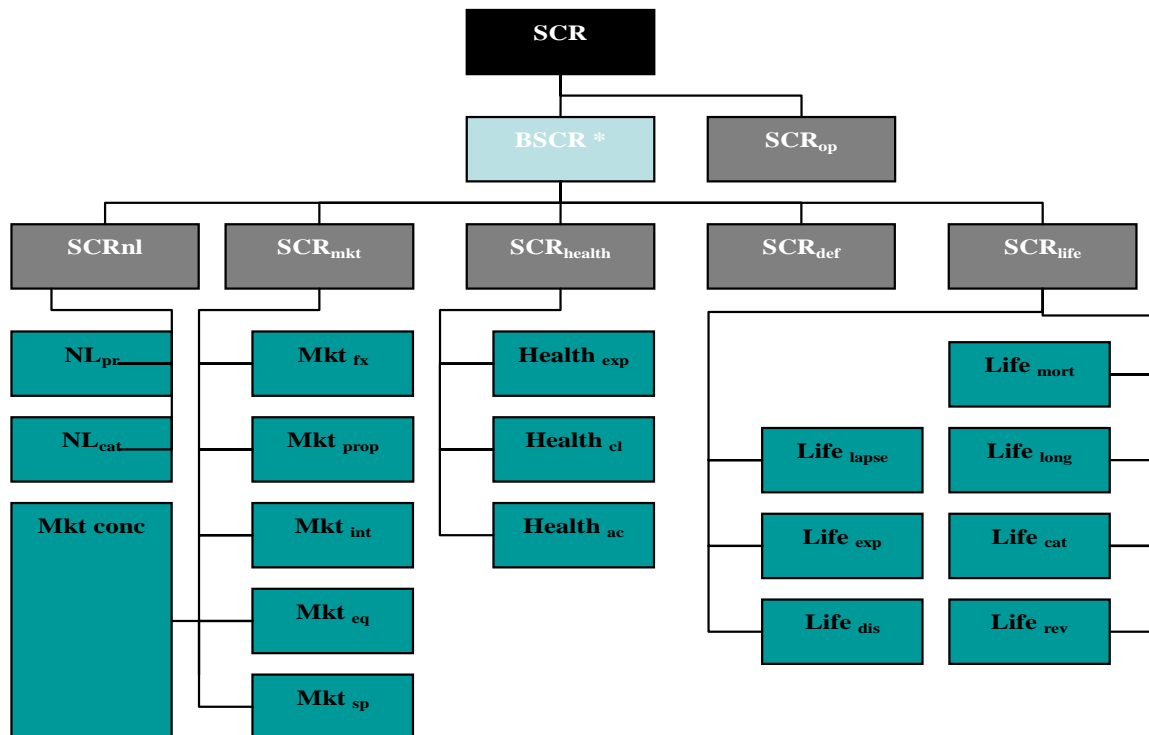 SCR
BSCR *
SCRop
SCRnl
SCRmkt
SCRhealth
SCRdef
SCRlife
NLpr
Mkt fx
Health exp
Life mort
NLcat
Mkt prop
Health cl
Life lapse
Life long
Mkt conc
Mkt int
Health ac
Life exp
Life cat
Mkt eq
Life dis
Life rev
Mkt sp